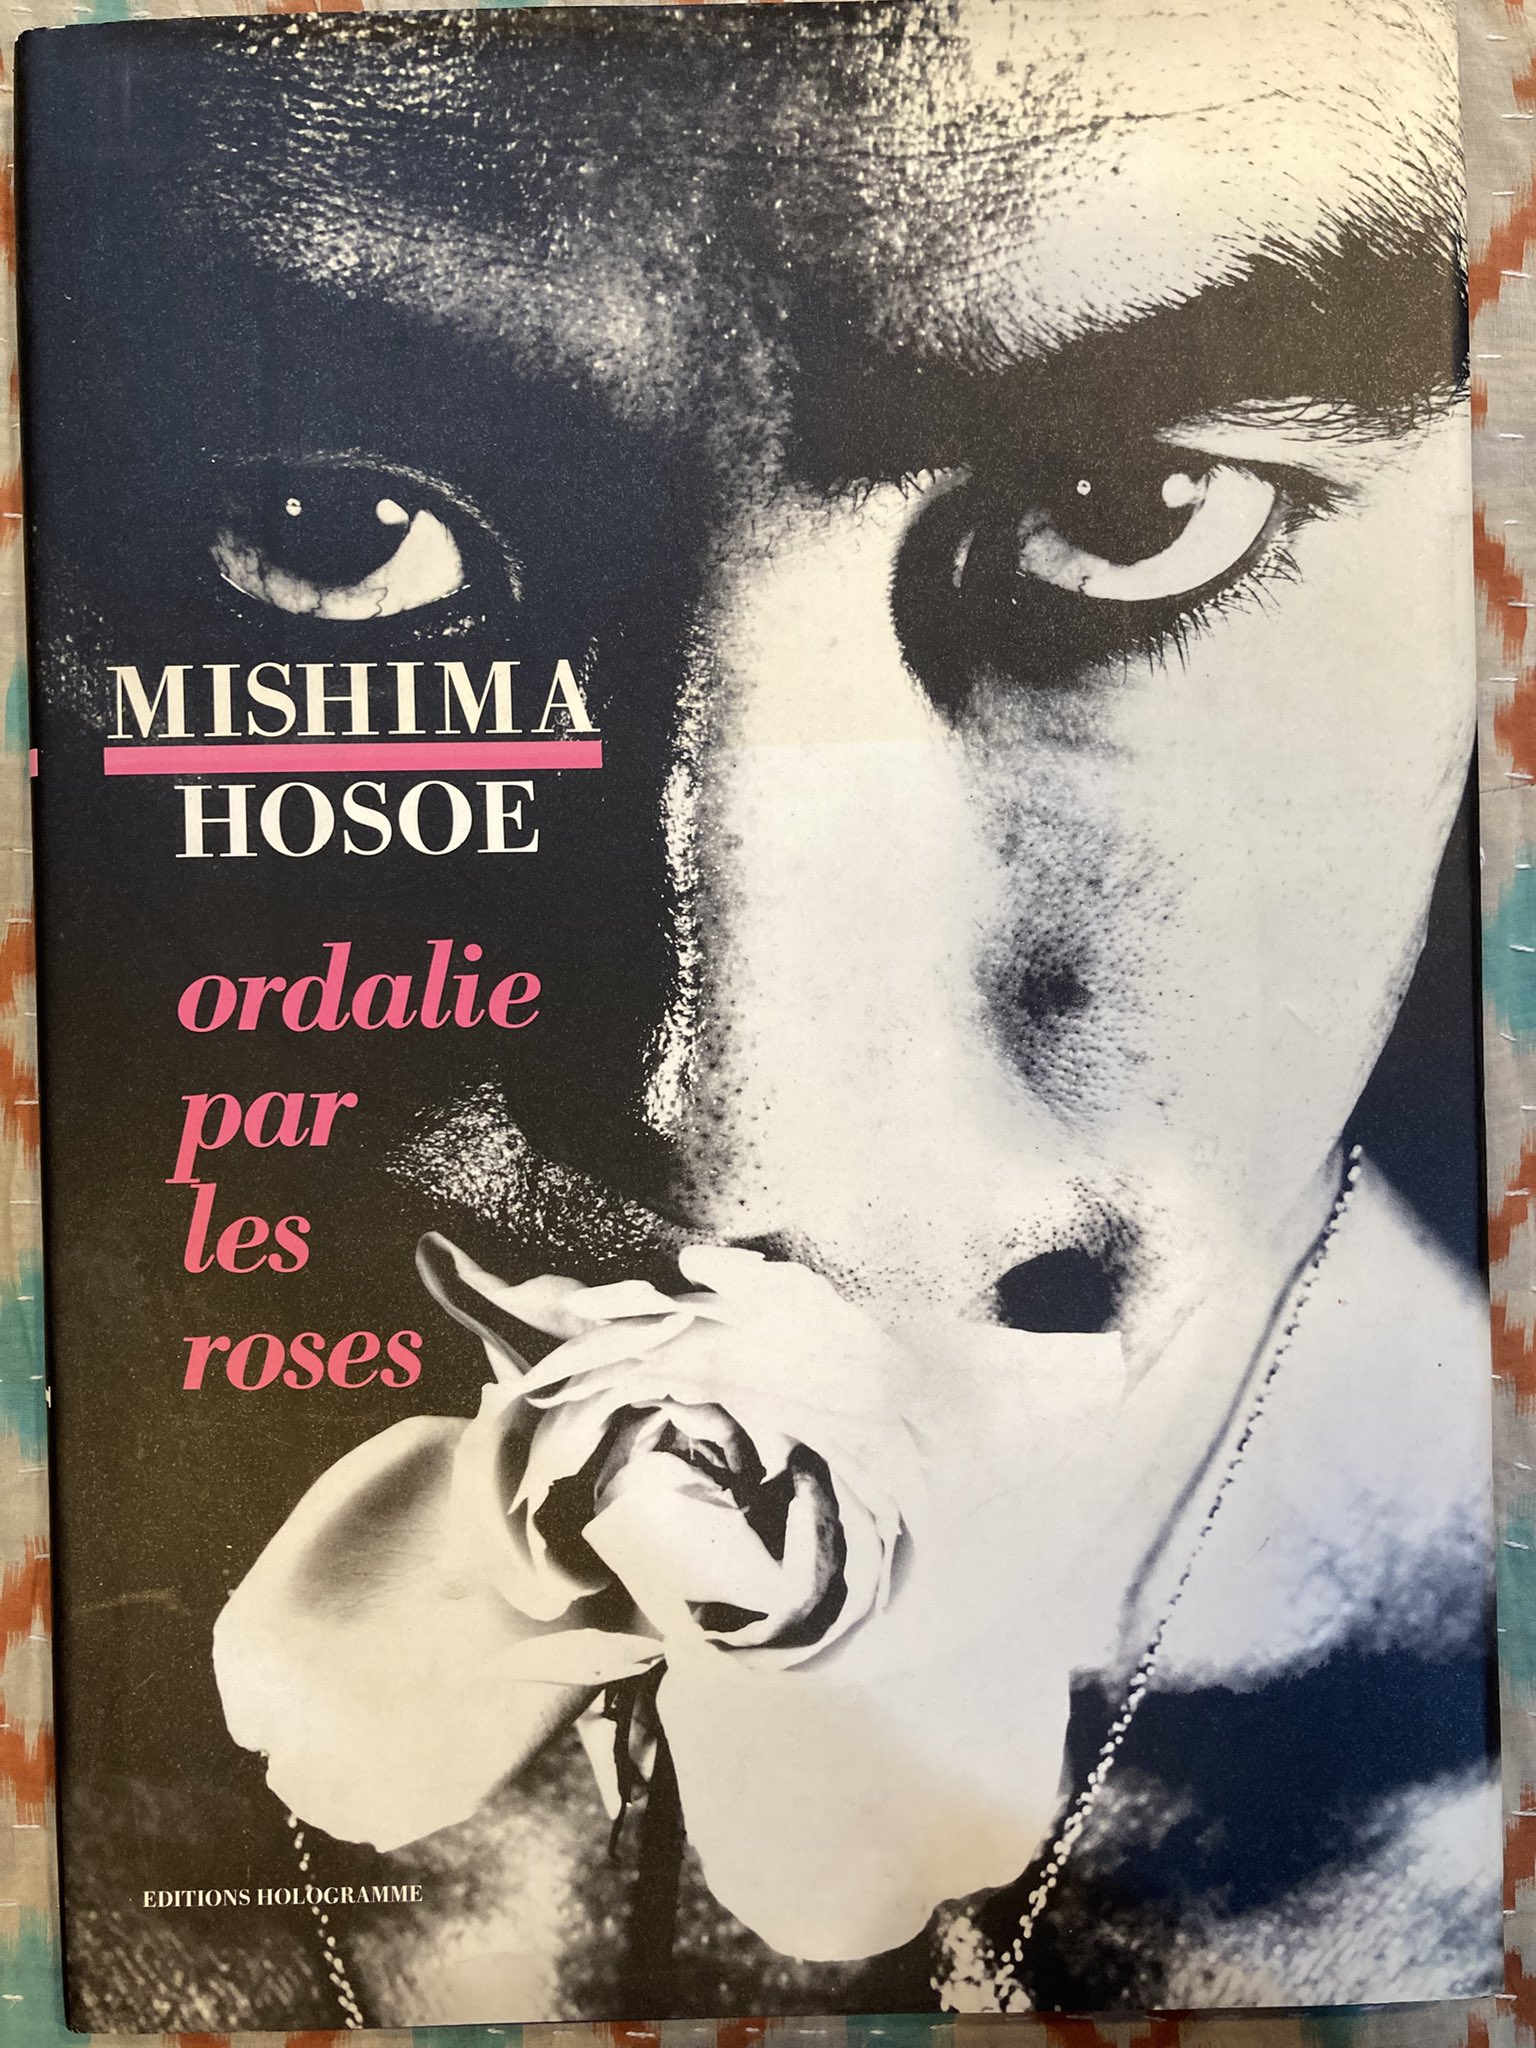 MISHIMA
HOSOE
ordalie
par
les
roses
EDITIONS HOLOGRAMME